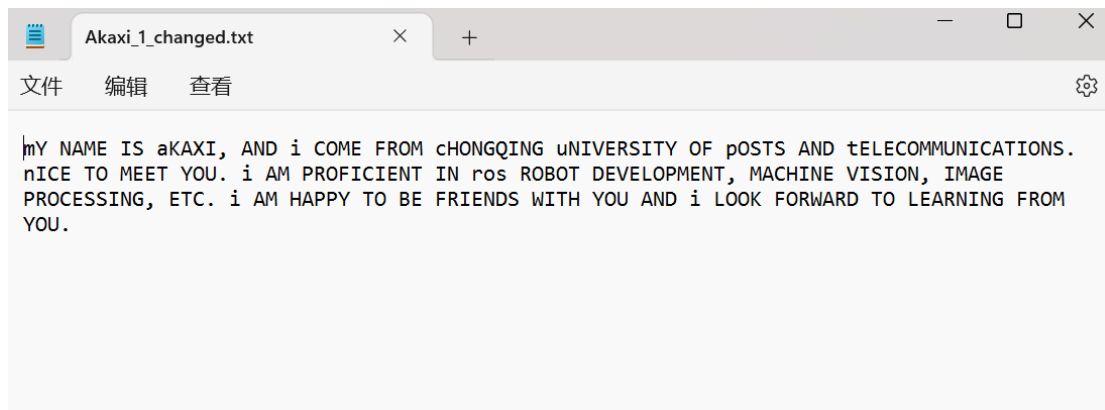 Akaxi_1_changed.txt
文件 编辑 查看
mY NAME IS aKAXI, AND i COME FROM cHONGQING uNIVERSITY OF pOSTS AND tELECOMMUNICATIONS.
nICE TO MEET YOU. i AM PROFICIENT IN ros ROBOT DEVELOPMENT, MACHINE VISION, IMAGE
PROCESSING, ETC. i AM HAPPY TO BE FRIENDS WITH YOU AND i LOOK FORWARD TO LEARNING FROM
YOU.